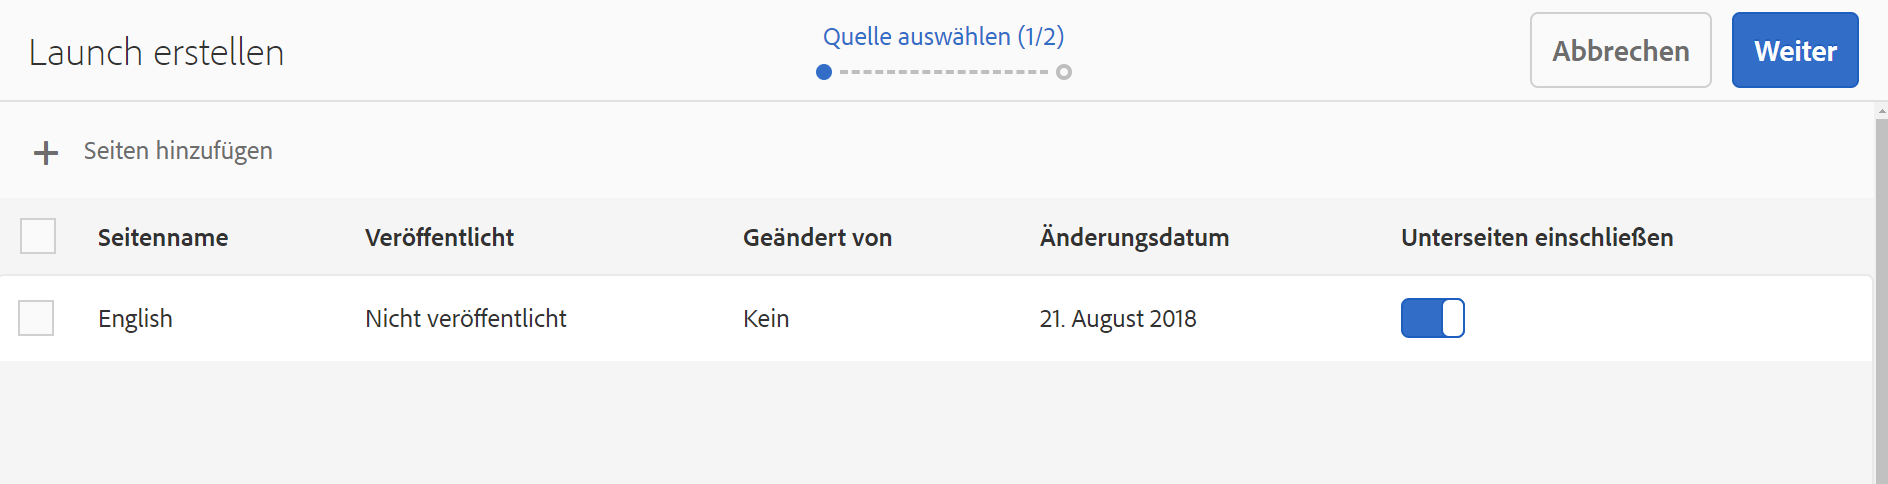 Launch erstellen
Quelle auswählen (1/2)
Abbrechen
Weiter
Seiten hinzufügen
Seitenname Veröffentlicht Geändert von Änderungsdatum Unterseiten einschließen
English Nicht veröffentlicht Kein 21. August 2018